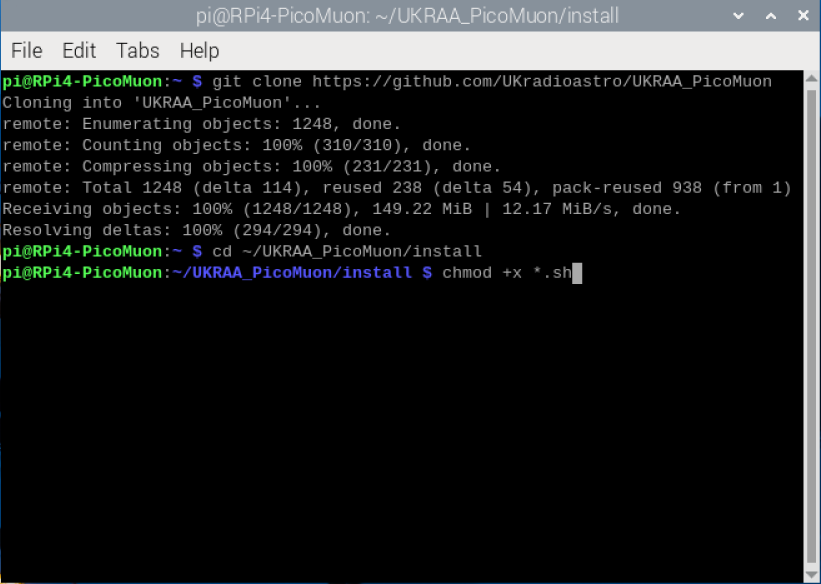 pi@RPi4-PicoMuon: ~/UKRAA_PicoMuon/install
File Edit Tabs Help
pi@RPi4-PicoMuon:~ $ git clone https://github.com/UKradioastro/UKRAA_PicoMuon
Cloning into 'UKRAA_PicoMuon'...
remote: Enumerating objects: 1248, done.
remote: Counting objects: 100% (310/310), done.
remote: Compressing objects: 100% (231/231), done.
remote: Total 1248 (delta 114), reused 238 (delta 54), pack-reused 938 (from 1)
Receiving objects: 100% (1248/1248), 149.22 MiB | 12.17 MiB/s, done.
Resolving deltas: 100% (294/294), done.
pi@RPi4-PicoMuon:~ $ cd ~/UKRAA_PicoMuon/install
pi@RPi4-PicoMuon:~/UKRAA_PicoMuon/install $ chmod +x *.sh